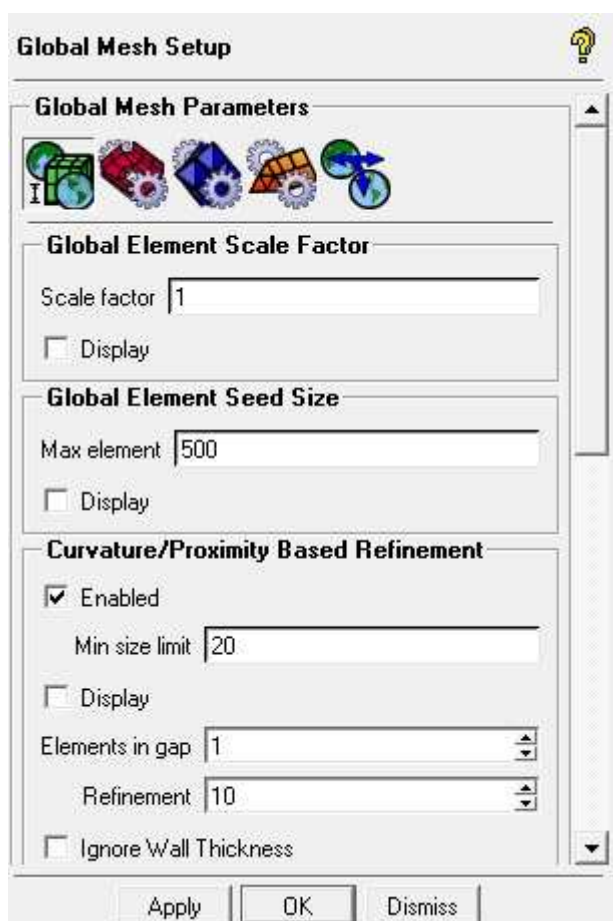 Global Mesh Setup
Global Mesh Parameters
Global Element Scale Factor
Scale factor 1
Display
Global Element Seed Size
Max element 500
Display
Curvature/Proximity Based Refinement
Enabled
Min size limit 20
Display
Elements in gap 1
Refinement 10
Ignore Wall Thickness
Apply OK Dismiss